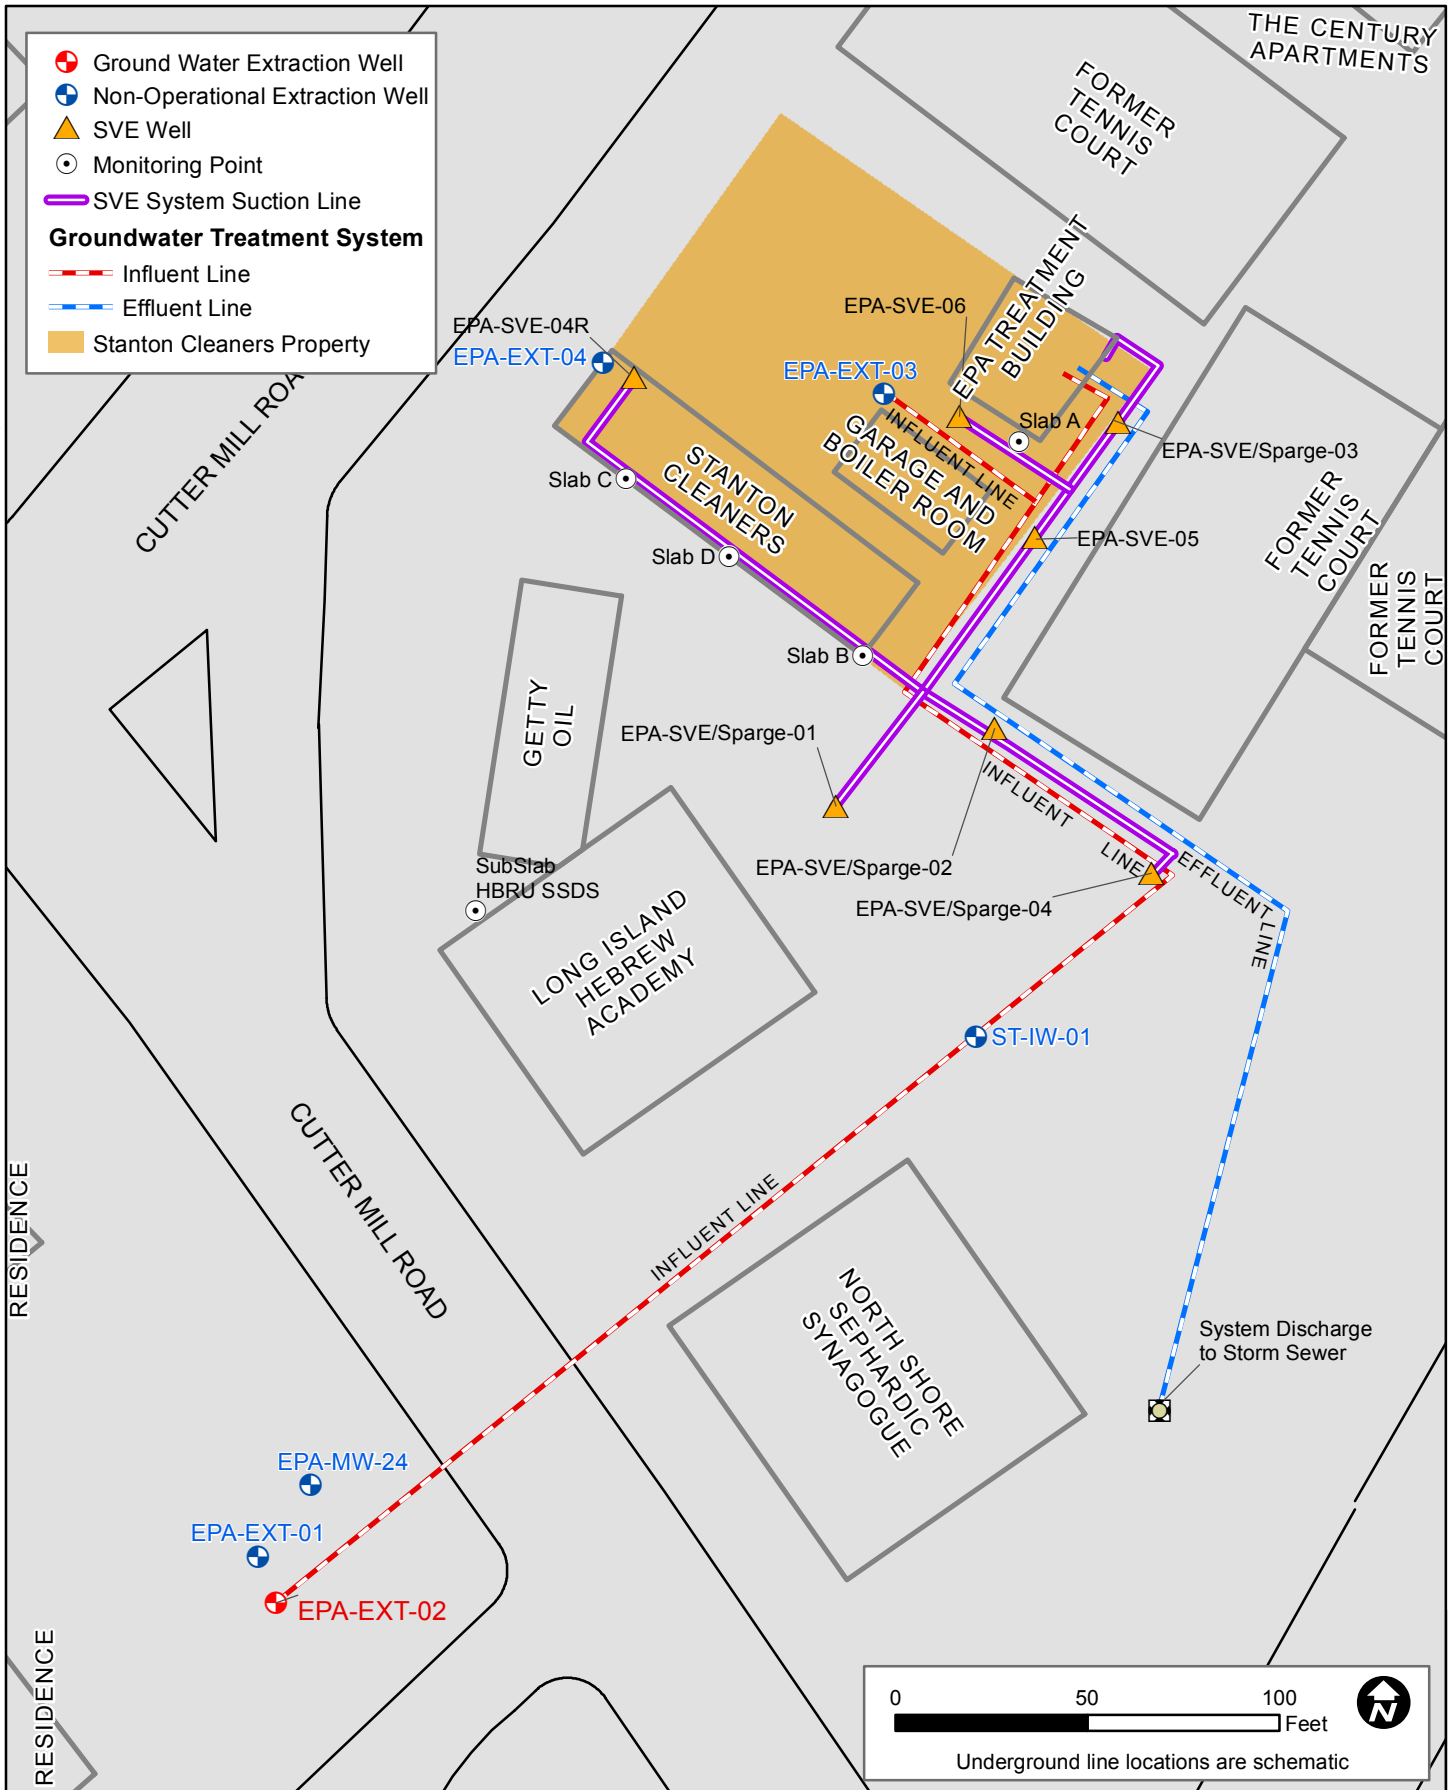 THE CENTURY
APARTMENTS
Ground Water Extraction Well
Non-Operational Extraction Well
SVE Well
Monitoring Point
SVE System Suction Line
Groundwater Treatment System
Influent Line
Effluent Line
Stanton Cleaners Property
FORMER
TENNIS
COURT
EPA TREATMENT
BUILDING
EPA-SVE-06
EPA-SVE-04R
EPA-EXT-04
EPA-EXT-03
CUTTER MILL ROA
INFLUENT LINE
GARAGE AND
BOILER ROOM
Slab A
EPA-SVE/Sparge-03
STANTON
CLEANERS
Slab C
Slab D
EPA-SVE-05
FORMER
TENNIS
COURT
FORMER
TENNIS
COURT
Slab B
GETTY
OIL
EPA-SVE/Sparge-01
INFLUENT
LINE
EPA-SVE/Sparge-02
EPA-SVE/Sparge-04
EFFLUENT
LINE
SubSlab
HBRU SSDS
LONG ISLAND
HEBREW
ACADEMY
ST-IW-01
CUTTER MILL ROAD
INFLUENT LINE
RESIDENCE
NORTH SHORE
SEPHARDIC
SYNAGOGUE
System Discharge
to Storm Sewer
EPA-MW-24
EPA-EXT-01
EPA-EXT-02
RESIDENCE
0 50 100
Feet
N
Underground line locations are schematic